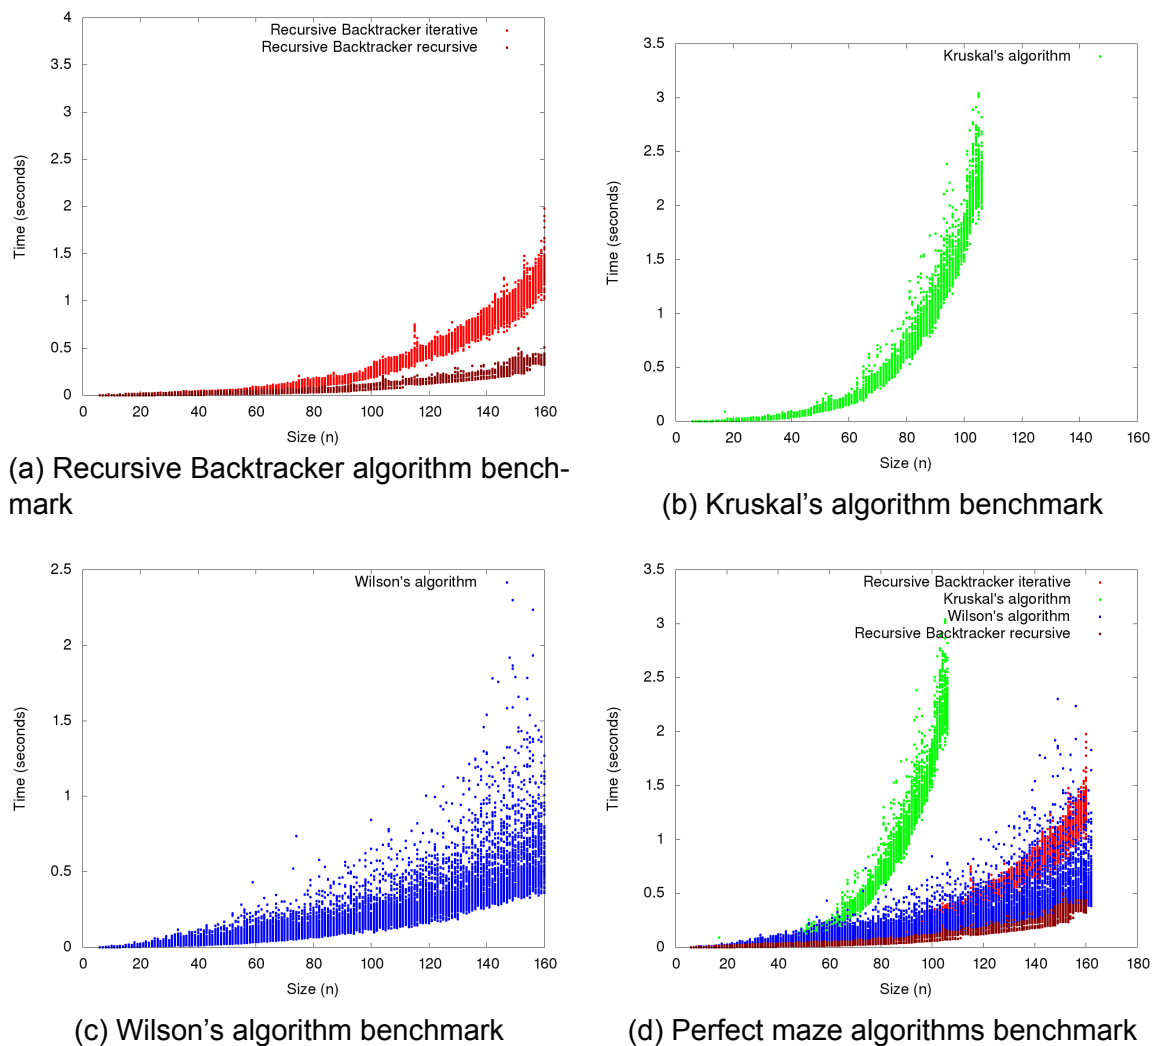 4
3.5
3
2.5
2
1.5
1
0.5
0
Time (seconds)
Recursive Backtracker iterative
Recursive Backtracker recursive
0 20 40 60 80 100 120 140 160
Size (n)
(a) Recursive Backtracker algorithm bench-
mark
3.5
3
2.5
2
1.5
1
0.5
0
Time (seconds)
Kruskal's algorithm
0 20 40 60 80 100 120 140 160
Size (n)
(b) Kruskal’s algorithm benchmark
2.5
2
1.5
1
0.5
0
Time (seconds)
Wilson's algorithm
0 20 40 60 80 100 120 140 160
Size (n)
(c) Wilson’s algorithm benchmark
3.5
3
2.5
2
1.5
1
0.5
0
Time (seconds)
Recursive Backtracker iterative
Kruskal's algorithm
Wilson's algorithm
Recursive Backtracker recursive
0 20 40 60 80 100 120 140 160 180
Size (n)
(d) Perfect maze algorithms benchmark